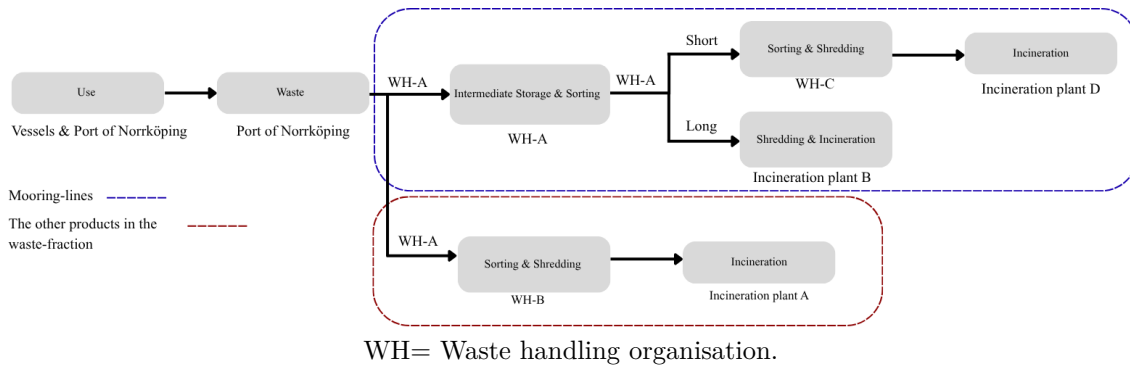 Use
Vessels & Port of Norrköping
Waste
Port of Norrköping
WH-A
Intermediate Storage & Sorting
WH-A
WH-A
Short
Sorting & Shredding
WH-C
Incineration
Incineration plant D
Long
Shredding & Incineration
Incineration plant B
Mooring-lines
The other products in the
waste-fraction
WH-A
Sorting & Shredding
WH-B
Incineration
Incineration plant A
WH= Waste handling organisation.